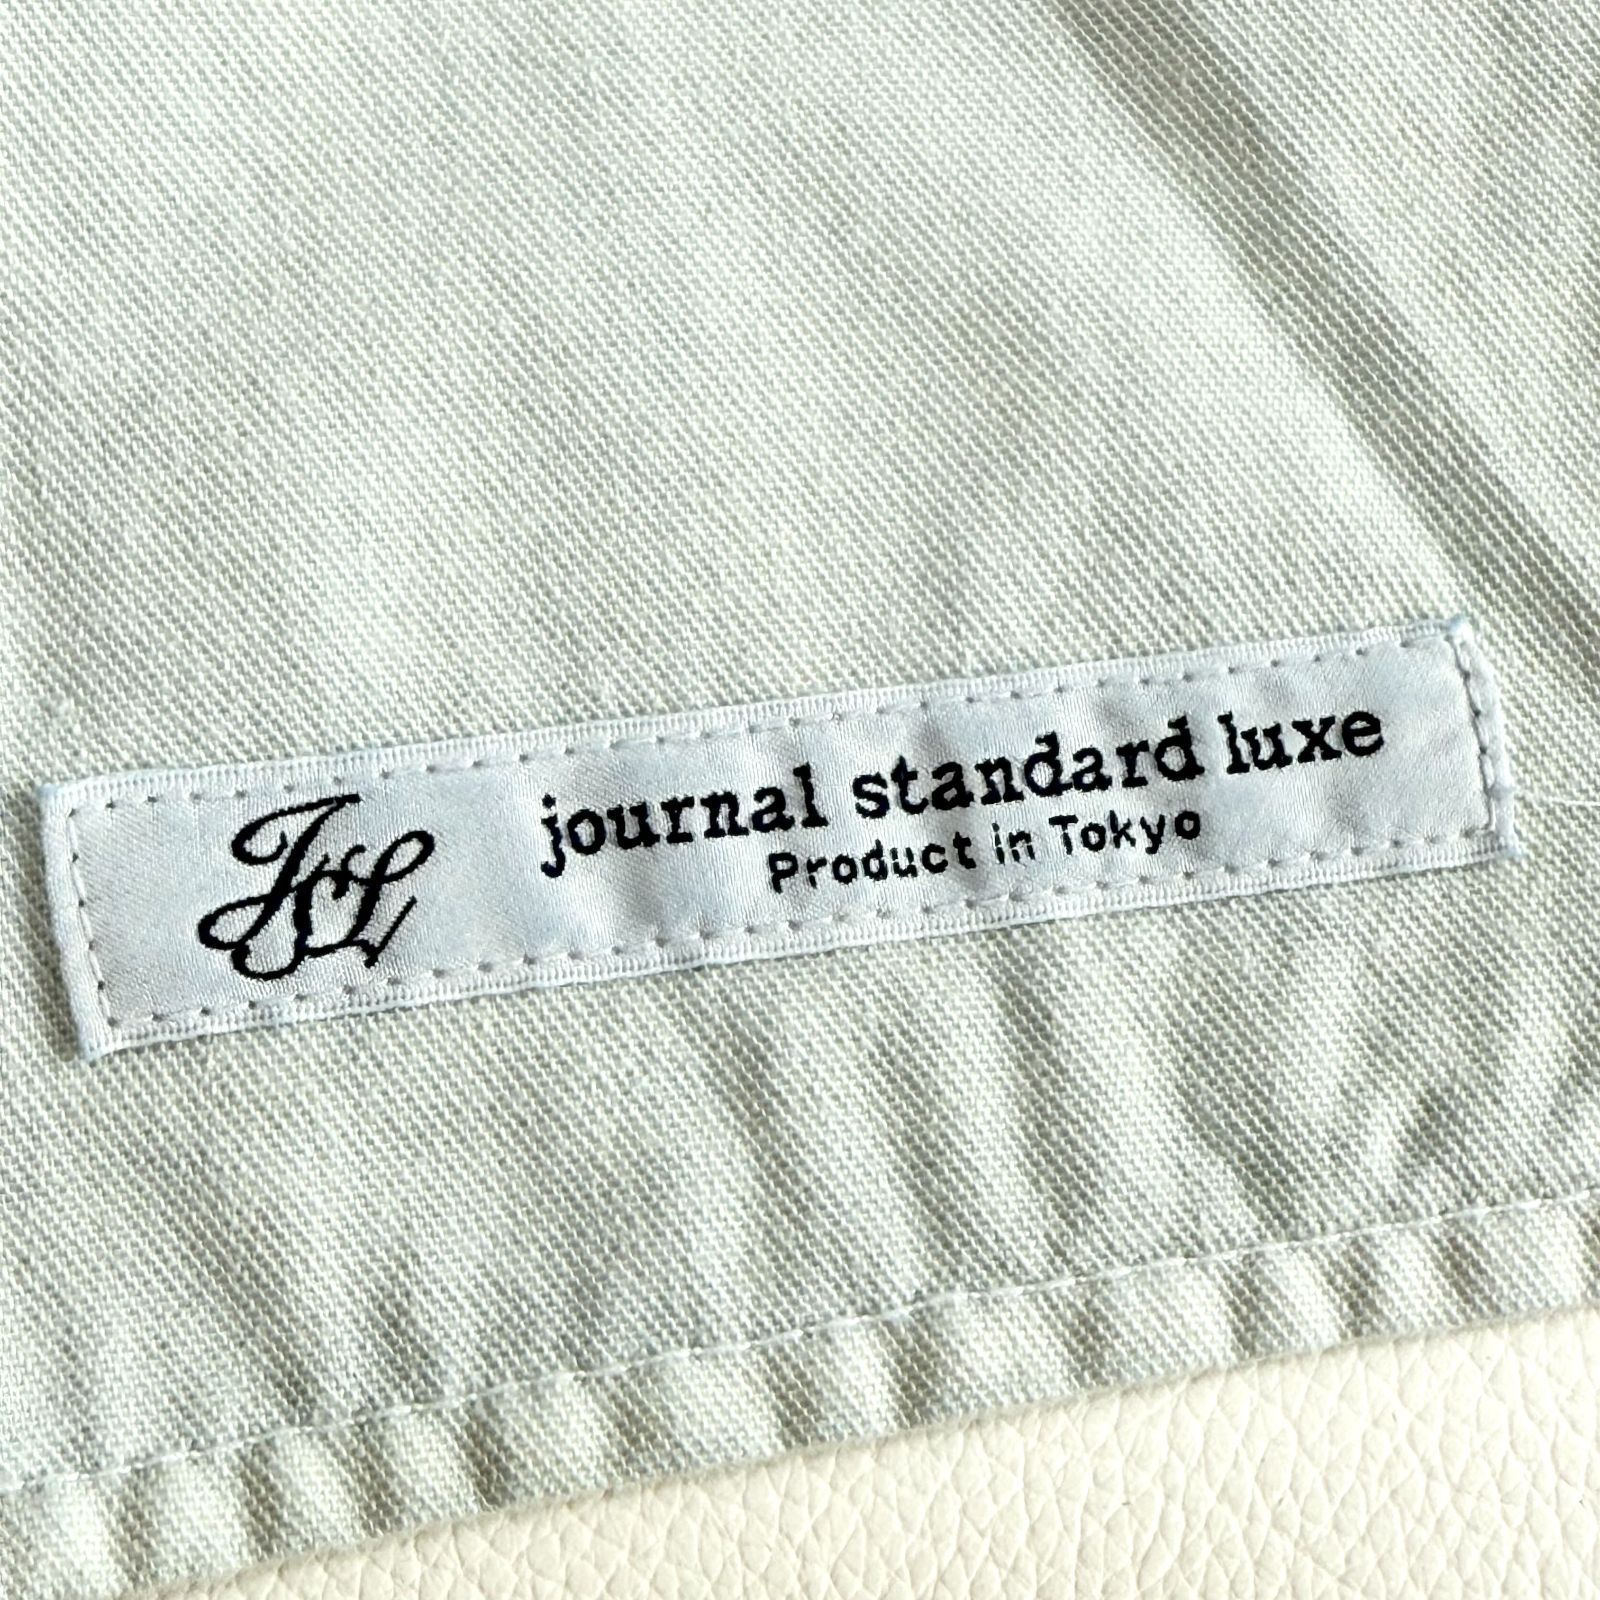 JSL
journal standard luxe
Product in Tokyo